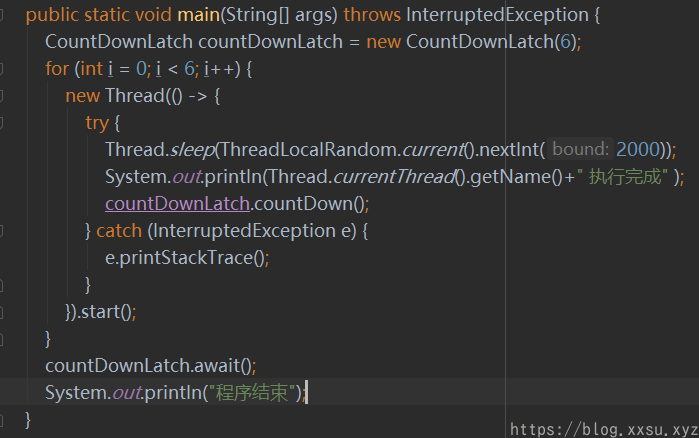 public static void main(String[] args) throws InterruptedException {
    CountDownLatch countDownLatch = new CountDownLatch(6);
    for (int i = 0; i < 6; i++) {
        new Thread(() -> {
            try {
                Thread.sleep(ThreadLocalRandom.current().nextInt( bound: 2000));
                System.out.println(Thread.currentThread().getName()+" 执行完成" );
                countDownLatch.countDown();
            } catch (InterruptedException e) {
                e.printStackTrace();
            }
        }).start();
    }
    countDownLatch.await();
    System.out.println("程序结束");
}
https://blog.xxsu.xyz